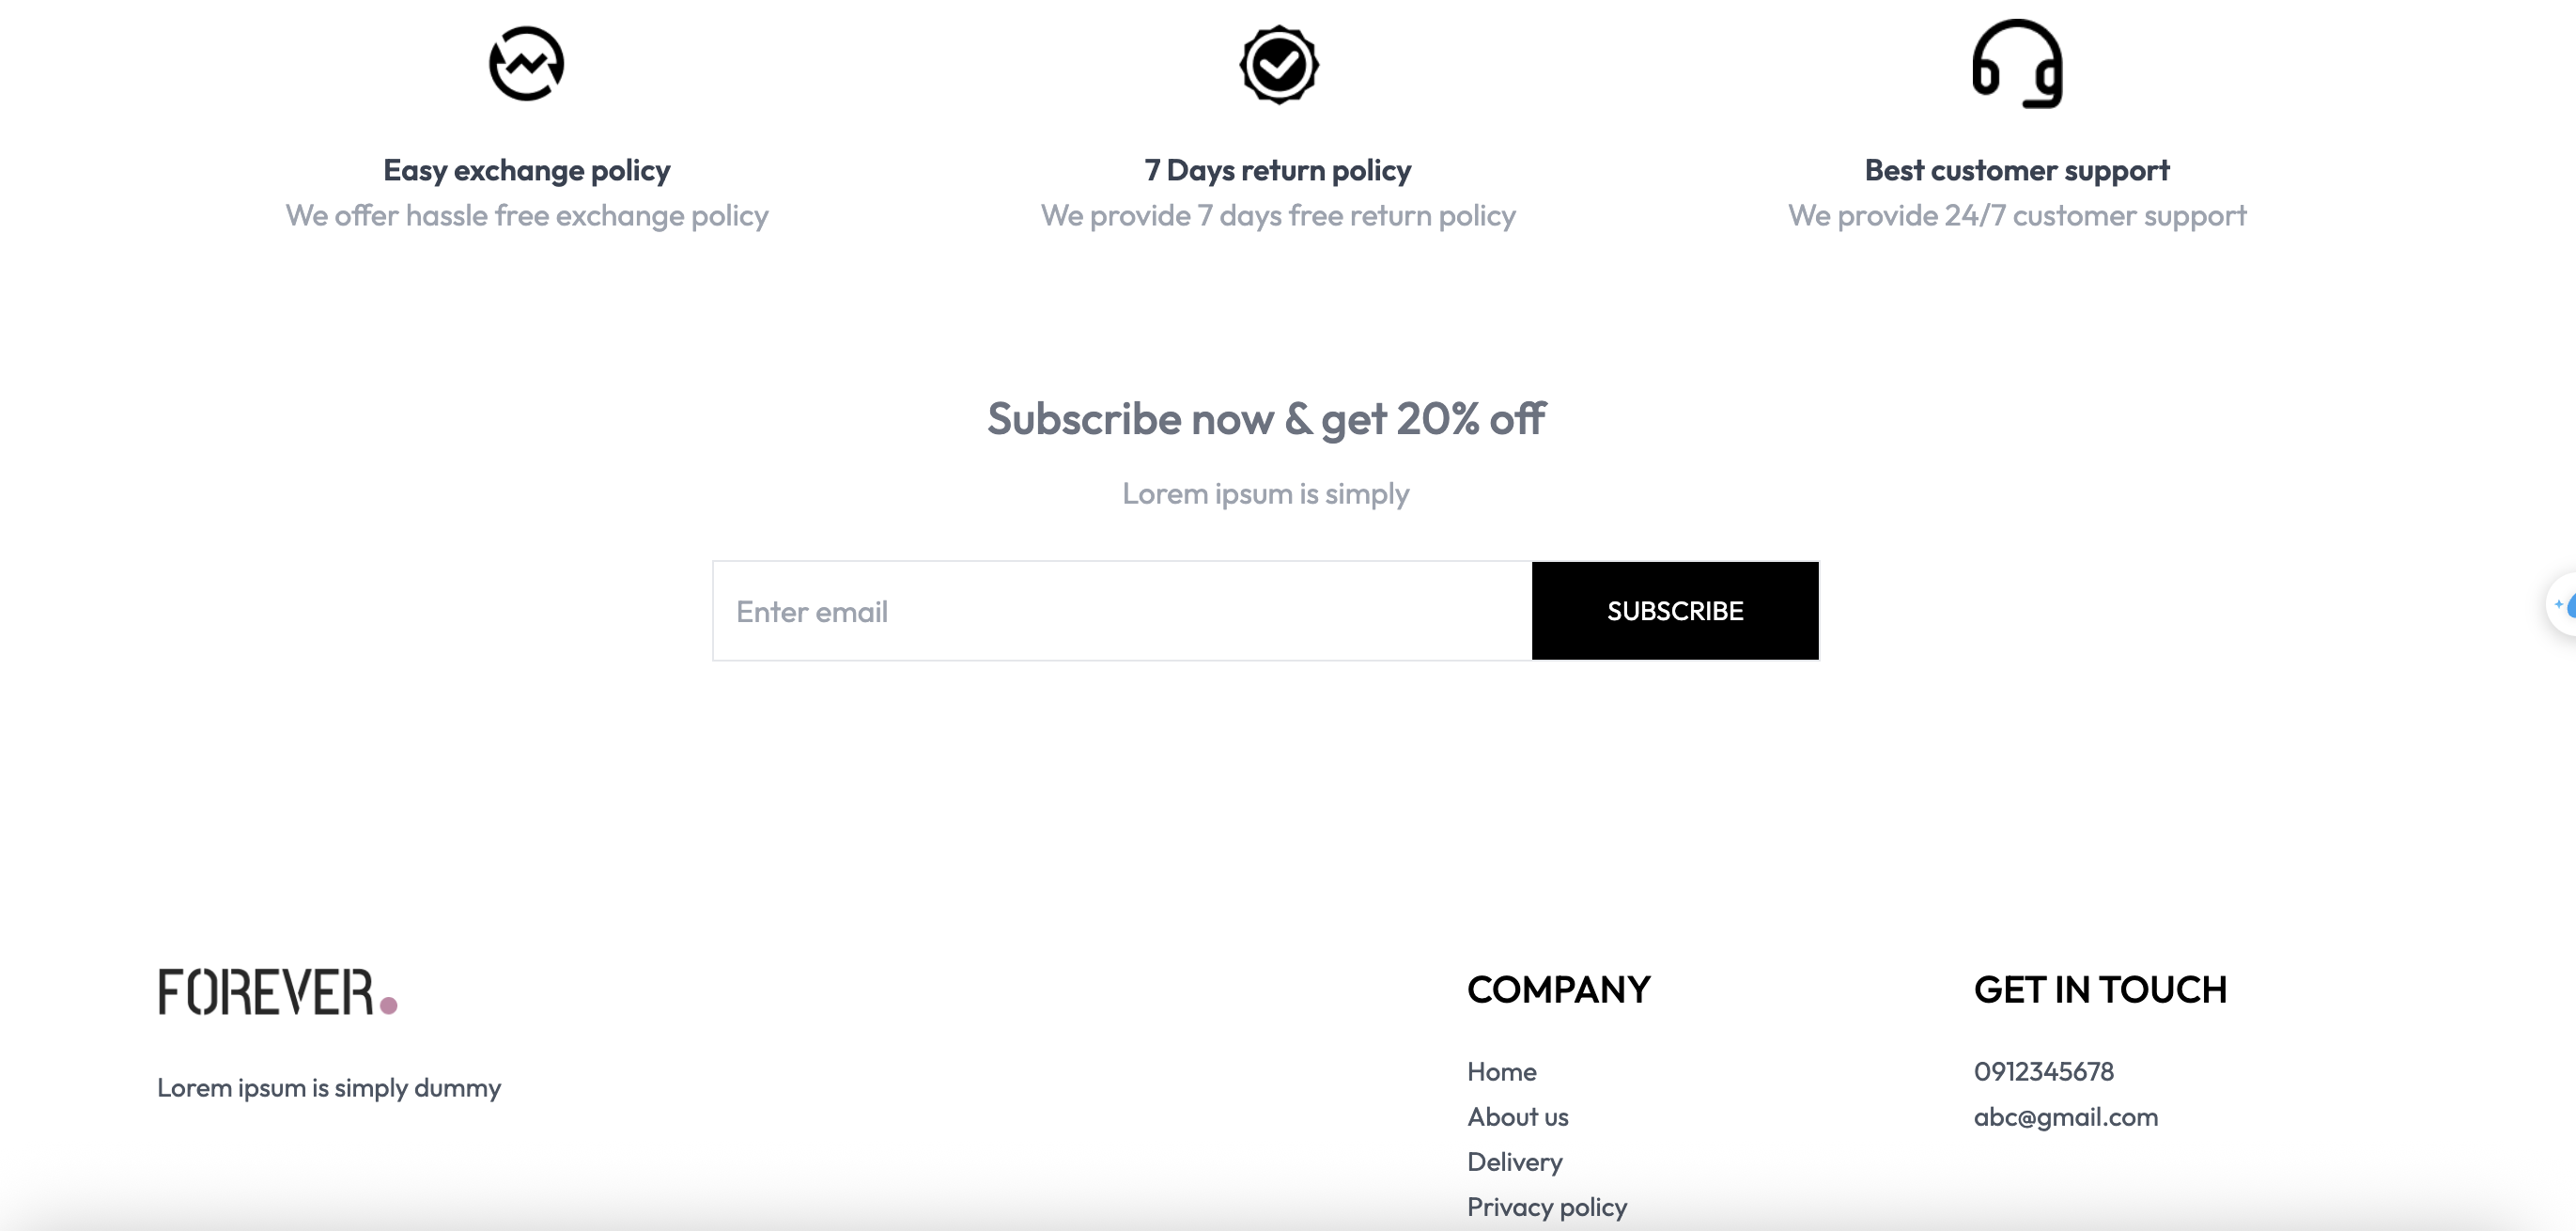 Easy exchange policy
We offer hassle free exchange policy
7 Days return policy
We provide 7 days free return policy
Best customer support
We provide 24/7 customer support
Subscribe now & get 20% off
Lorem ipsum is simply
Enter email
SUBSCRIBE
FOREVER.
Lorem ipsum is simply dummy
COMPANY
Home
About us
Delivery
Privacy policy
GET IN TOUCH
0912345678
abc@gmail.com